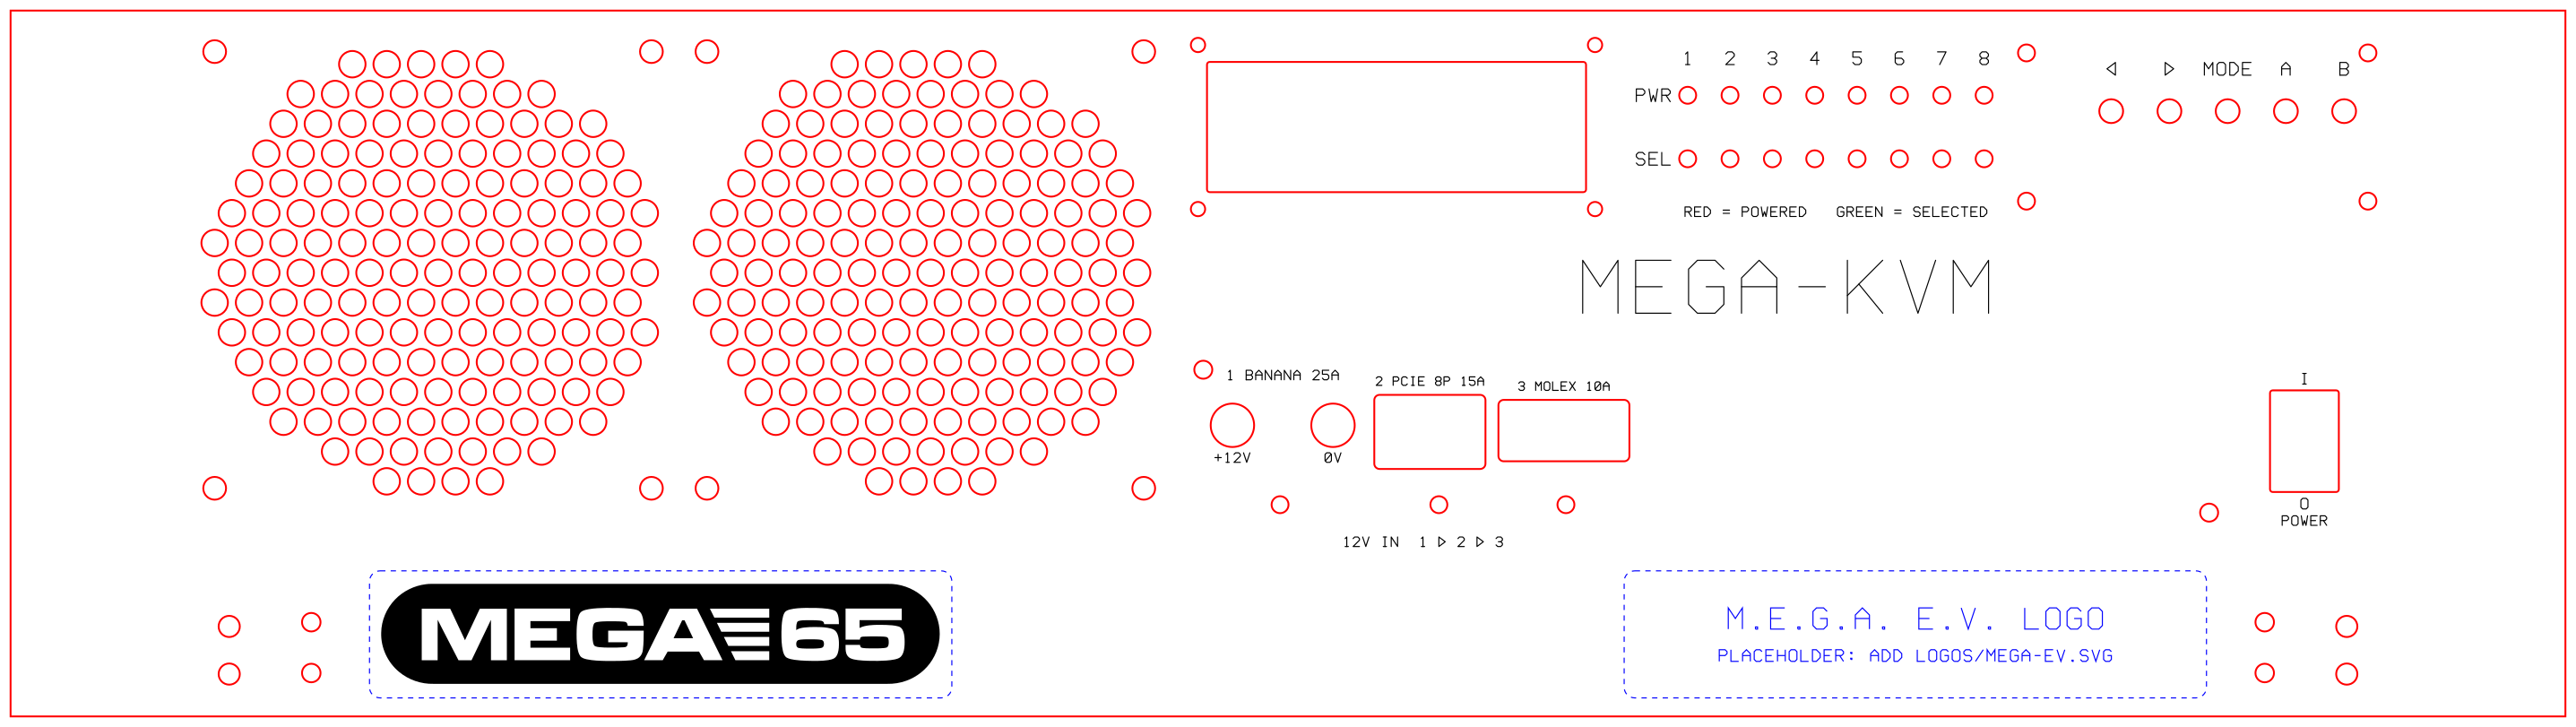 1 2 3 4 5 6 7 8
MODE A B
PWR
SEL
RED = POWERED GREEN = SELECTED
MEGA-KVM
1 BANANA 25A
2 PCIE 8P 15A
3 MOLEX 10A
I
+12V
0V
O
POWER
12V IN 1 ▷ 2 ▷ 3
MEGA65
M.E.G.A. E.V. LOGO
PLACEHOLDER: ADD LOGOS/MEGA-EV.SVG